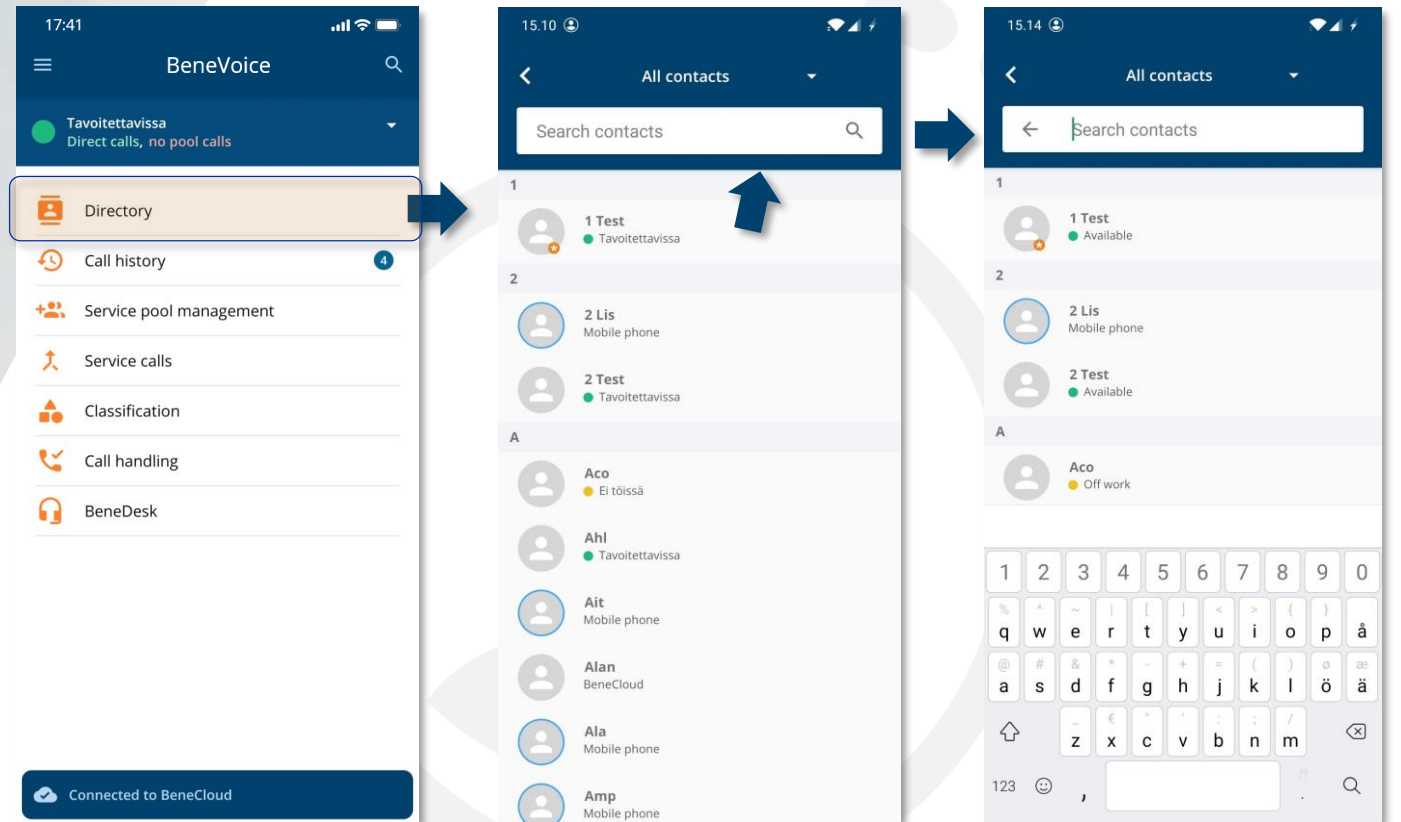 17:41
BeneVoice
Tavoitettavissa
Direct calls, no pool calls
Directory
Call history
4
Service pool management
Service calls
Classification
Call handling
BeneDesk
Connected to BeneCloud
15.10
All contacts
Search contacts
1
1 Test
Tavoitettavissa
2
2 Lis
Mobile phone
2 Test
Tavoitettavissa
A
Aco
Ei töissä
Ahl
Tavoitettavissa
Ait
Mobile phone
Alan
BeneCloud
Ala
Mobile phone
Amp
Mobile phone
15.14
All contacts
Search contacts
1
1 Test
Available
2
2 Lis
Mobile phone
2 Test
Available
A
Aco
Off work
1 2 3 4 5 6 7 8 9 0
% ^ ~ | [ ] < > { }
q w e r t y u i o p å
@ # & * - + = ( ) ø æ
a s d f g h j k l ö ä
_ € ° ' : ; /
z x c v b n m
123 , .